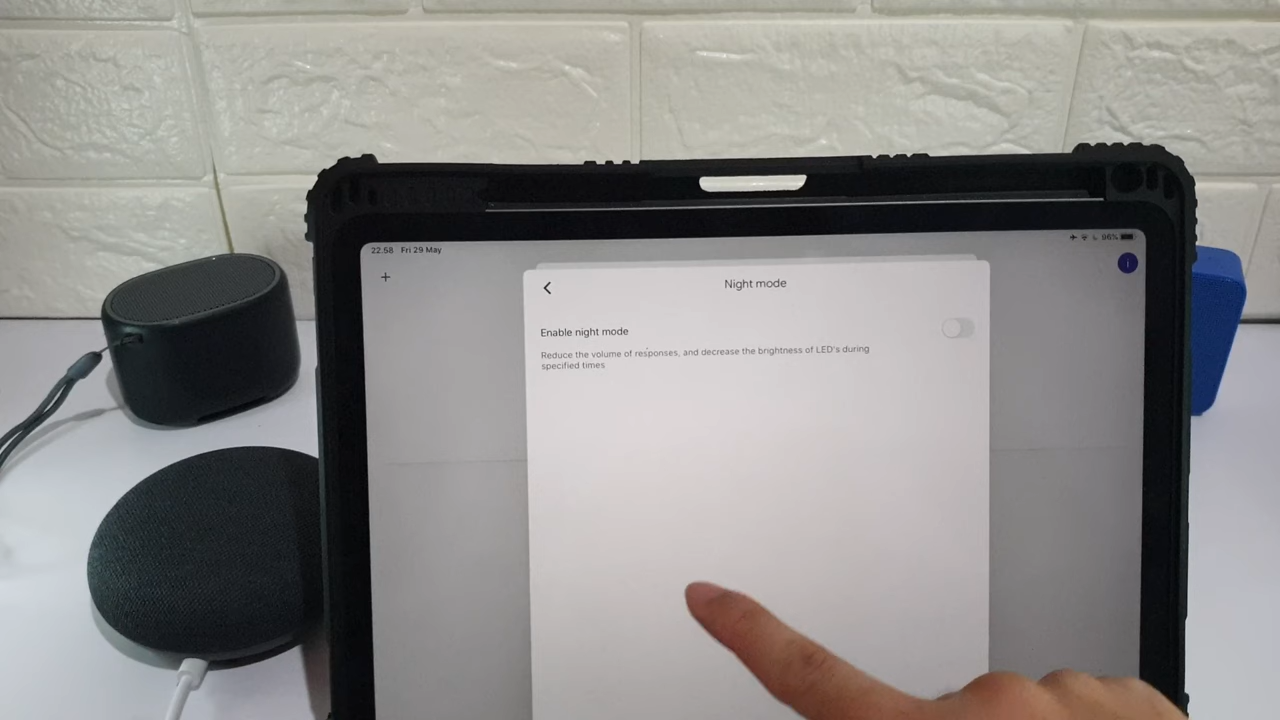 22.58 Fri 29 May
96%
+
i
Night mode
Enable night mode
Reduce the volume of responses, and decrease the brightness of LED's during
specified times